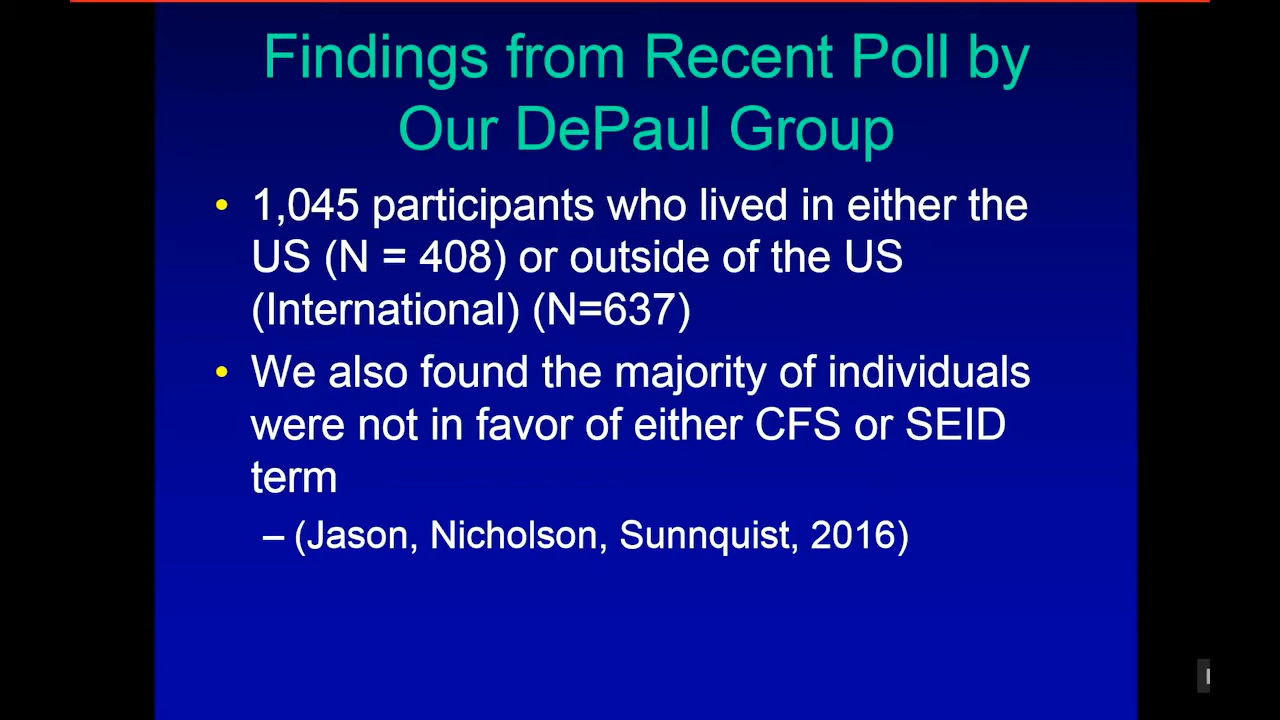 Findings from Recent Poll by
Our DePaul Group
• 1,045 participants who lived in either the
US (N = 408) or outside of the US
(International) (N=637)
• We also found the majority of individuals
were not in favor of either CFS or SEID
term
– (Jason, Nicholson, Sunnquist, 2016)